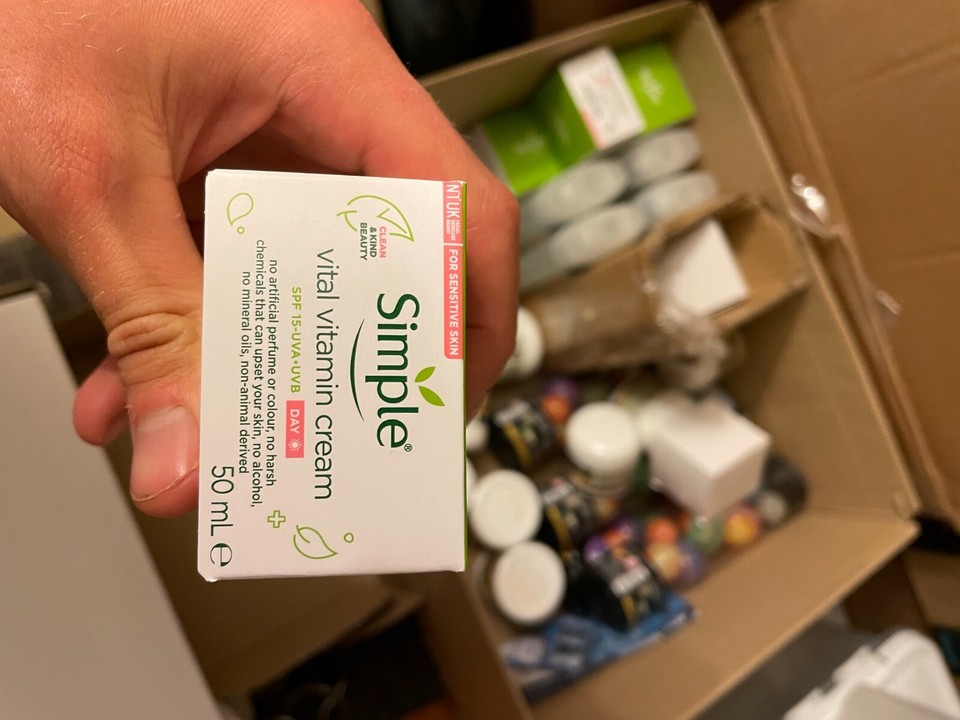 FOR SENSITIVE SKIN
CLEAN
& KIND
BEAUTY
Simple®
vital vitamin cream
SPF 15-UVA•UVB DAY
no artificial perfume or colour, no harsh
chemicals that can upset your skin, no alcohol,
no mineral oils, non-animal derived
50 mL e